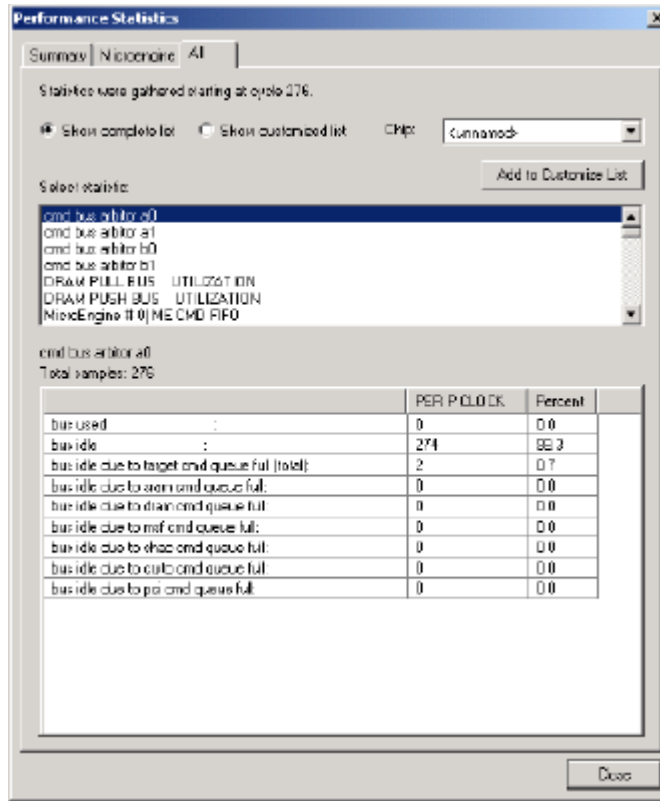 Performance Statistics
Summary Microengine All
Statistics were gathered starting at cycle 276.
Show complete list Show customized list Chip: <unnamed>
Add to Customize List
Select statistic:
cmd bus arbitor a0
cmd bus arbitor a1
cmd bus arbitor b0
cmd bus arbitor b1
DRAM PULL BUS UTILIZATION
DRAM PUSH BUS UTILIZATION
MicroEngine # 0| ME CMD FIFO
cmd bus arbitor a0
Total samples: 276
PER P CLOCK Percent
bus used : 0 0.0
bus idle : 274 99.3
bus idle due to target cmd queue full (total): 2 0.7
bus idle due to sram cmd queue full: 0 0.0
bus idle due to dram cmd queue full: 0 0.0
bus idle due to msf cmd queue full: 0 0.0
bus idle due to shac cmd queue full: 0 0.0
bus idle due to cmd queue full: 0 0.0
bus idle due to pci cmd queue full: 0 0.0
Close